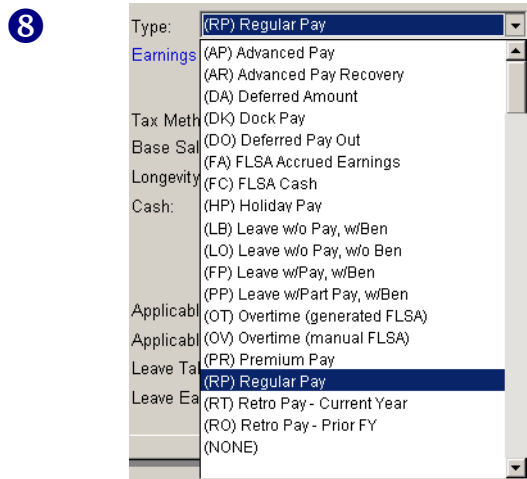 8
Type: (RP) Regular Pay
Earnings (AP) Advanced Pay
(AR) Advanced Pay Recovery
(DA) Deferred Amount
Tax Meth (DK) Dock Pay
Base Sal (DO) Deferred Pay Out
(FA) FLSA Accrued Earnings
Longevity (FC) FLSA Cash
Cash: (HP) Holiday Pay
(LB) Leave w/o Pay, w/Ben
(LO) Leave w/o Pay, w/o Ben
(FP) Leave w/Pay, w/Ben
(PP) Leave w/Part Pay, w/Ben
Applicabl (OT) Overtime (generated FLSA)
Applicabl (OV) Overtime (manual FLSA)
Leave Tal (PR) Premium Pay
(RP) Regular Pay
Leave Ea (RT) Retro Pay - Current Year
(RO) Retro Pay - Prior FY
(NONE)